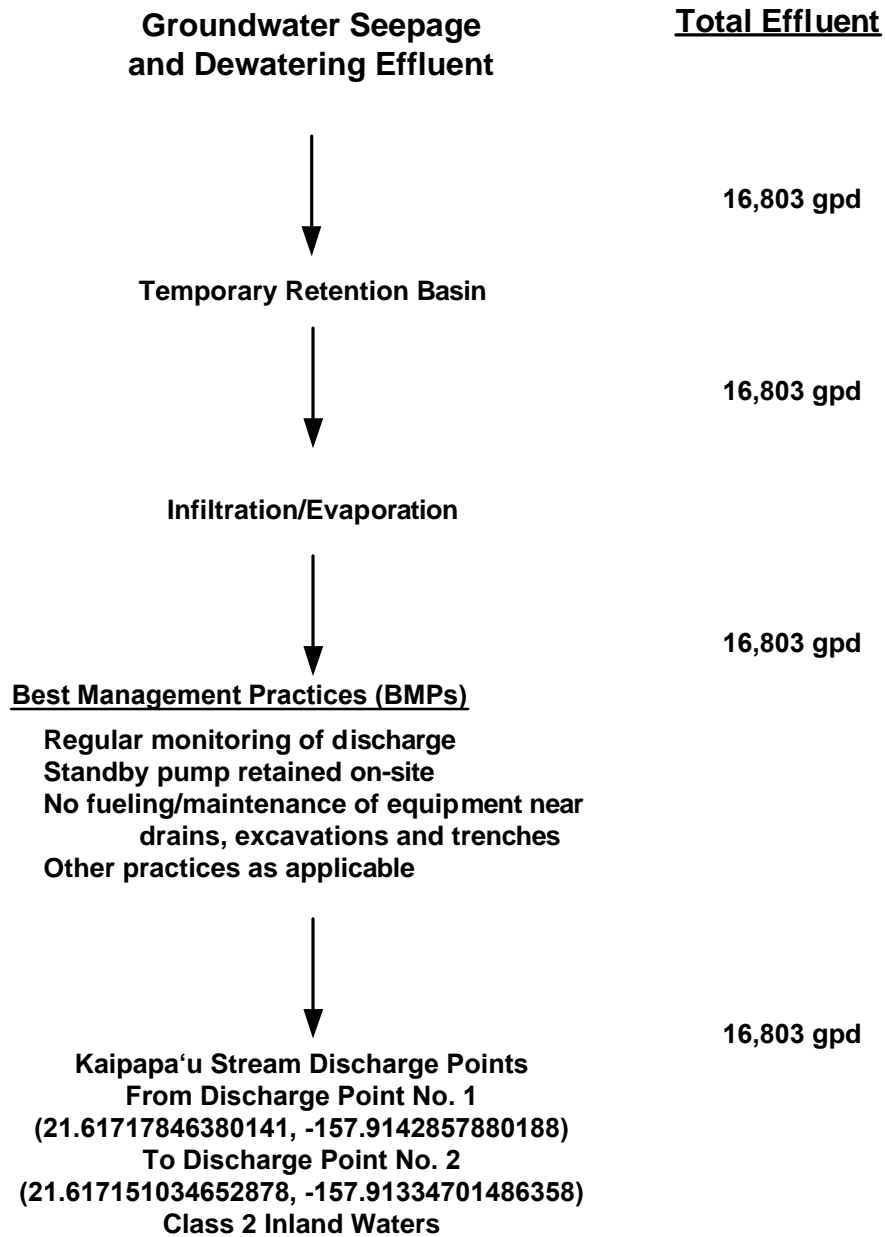 Groundwater Seepage
and Dewatering Effluent
Total Effluent
16,803 gpd
Temporary Retention Basin
16,803 gpd
Infiltration/Evaporation
16,803 gpd
Best Management Practices (BMPs)
Regular monitoring of discharge
Standby pump retained on-site
No fueling/maintenance of equipment near
drains, excavations and trenches
Other practices as applicable
16,803 gpd
Kaipapa‘u Stream Discharge Points
From Discharge Point No. 1
(21.61717846380141, -157.9142857880188)
To Discharge Point No. 2
(21.617151034652878, -157.91334701486358)
Class 2 Inland Waters